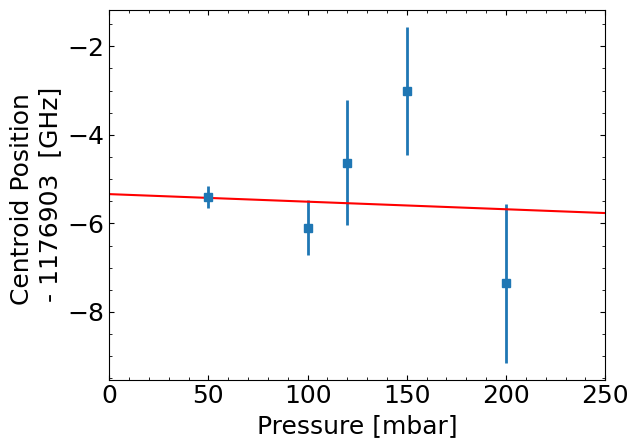 Centroid Position
- 1176903 [GHz]
−2
−4
−6
−8
0 50 100 150 200 250
Pressure [mbar]